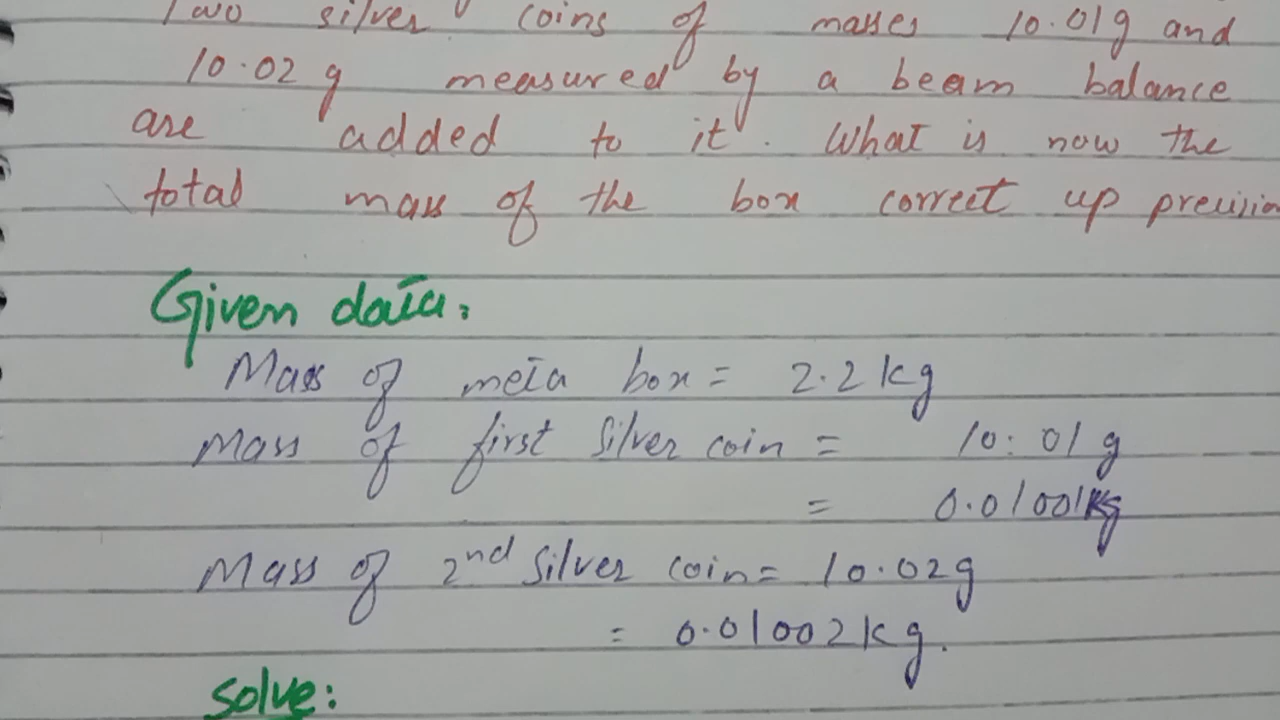 Two silver coins of masses 10.01g and
10.02 g measured by a beam balance
are added to it. What is now the
total mass of the box correct up precision
Given data:
Mass of meta box = 2.2 kg
Mass of first silver coin = 10.01 g
= 0.01001kg
Mass of 2nd silver coin = 10.02g
= 0.01002 kg.
Solve: